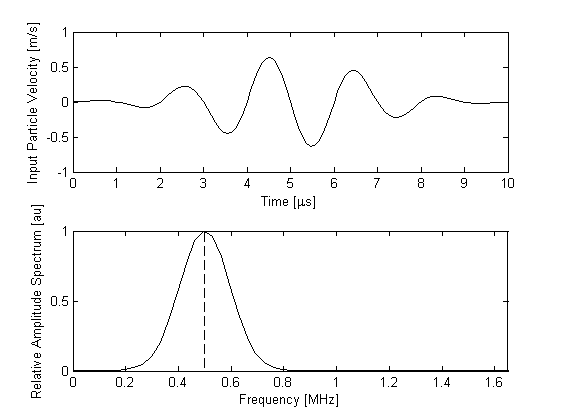 Input Particle Velocity [m/s]
1
0.5
0
-0.5
-1
0 1 2 3 4 5 6 7 8 9 10
Time [μs]
Relative Amplitude Spectrum [au]
1
0.5
0
0 0.2 0.4 0.6 0.8 1 1.2 1.4 1.6
Frequency [MHz]